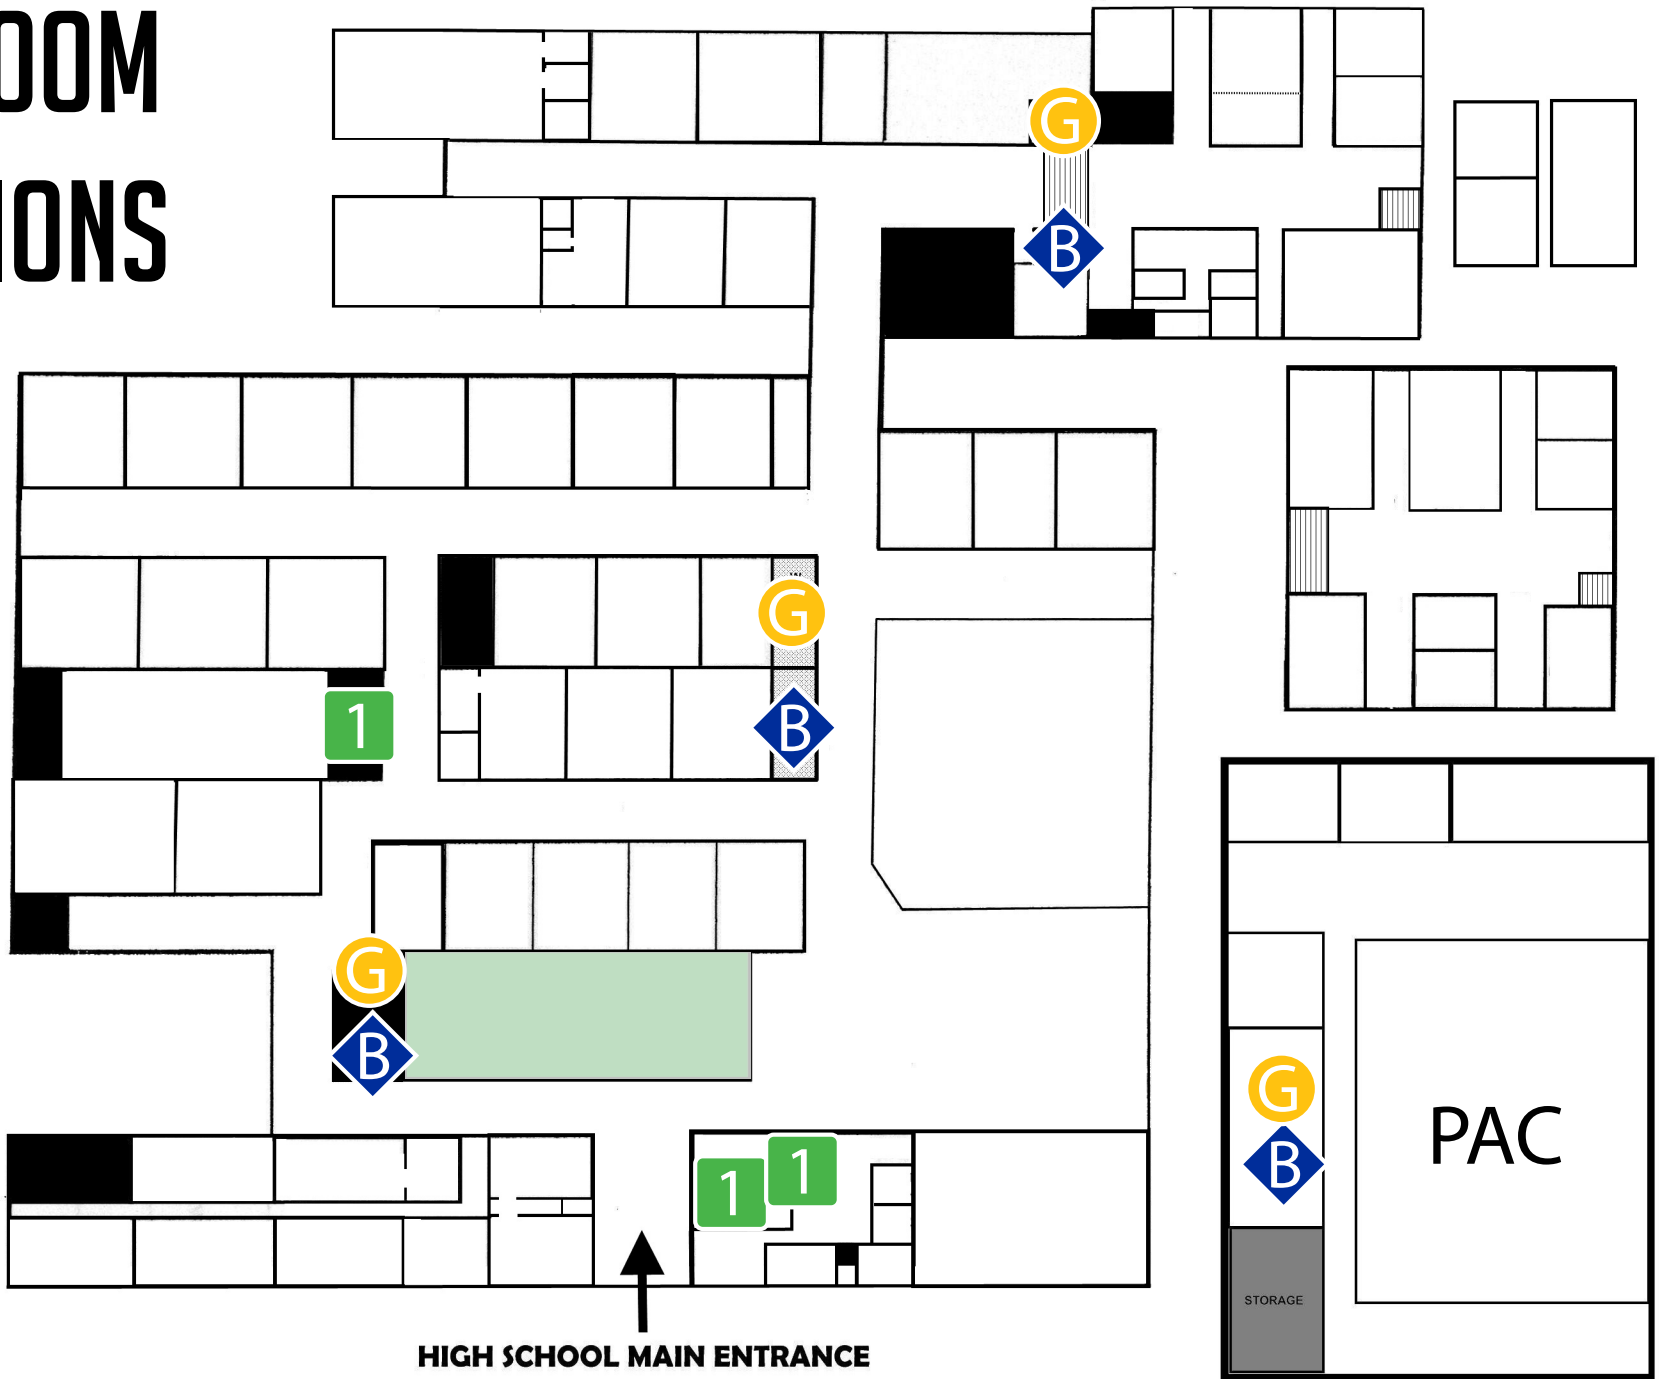 OOM
IONS
G
B
G
1
B
G
B
G
PAC
B
1
1
STORAGE
HIGH SCHOOL MAIN ENTRANCE